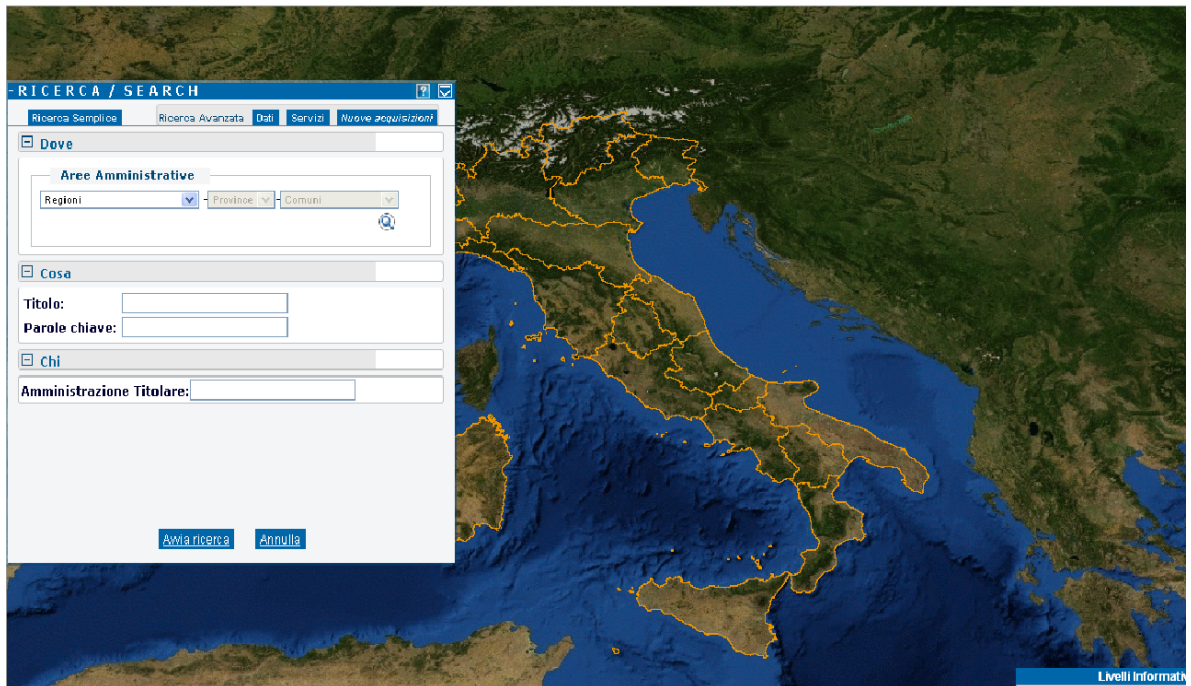 -RICERCA / SEARCH ?
Ricerca Semplice Ricerca Avanzata Dati Servizi Nuove acquisizioni
Dove
Aree Amministrative
Regioni - Province - Comuni
Cosa
Titolo:
Parole chiave:
Chi
Amministrazione Titolare:
Avvia ricerca Annulla
Livelli Informativ